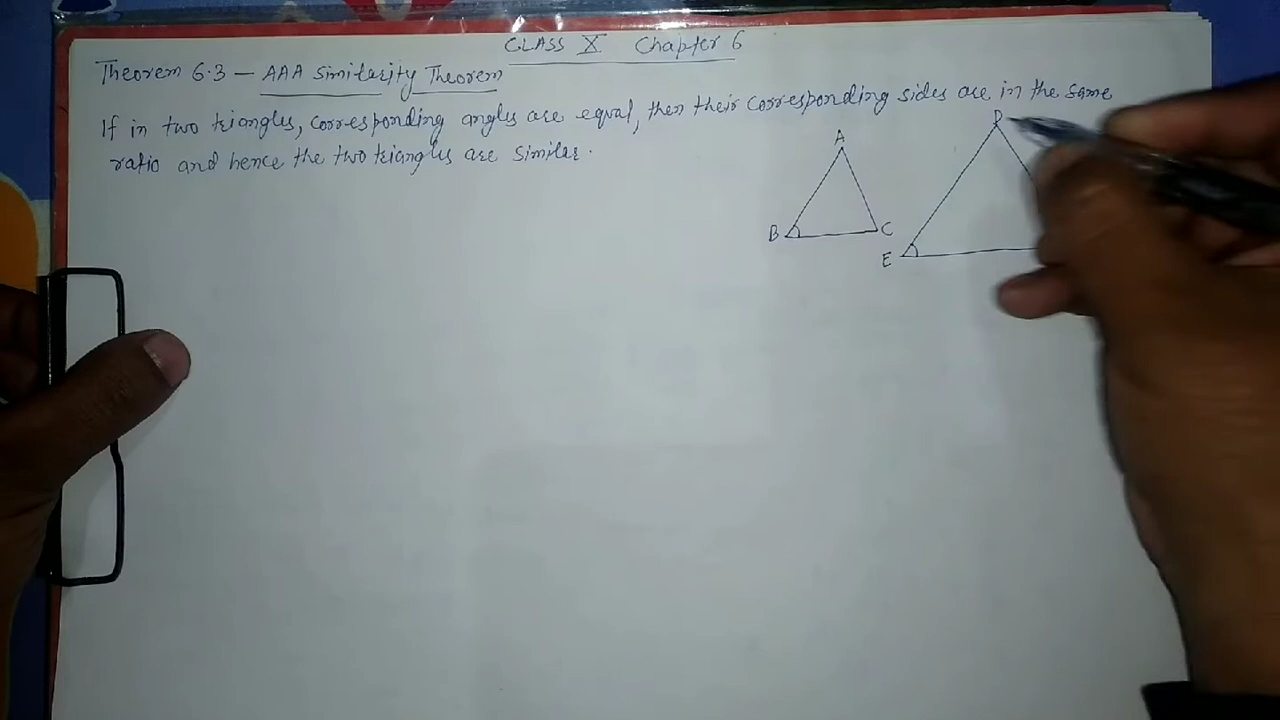 CLASS X Chapter 6
Theorem 6.3 — AAA Similarity Theorem
If in two triangles, corresponding angles are equal, then their corresponding sides are in the same
ratio and hence the two triangles are similar.
A
D
B
C
E